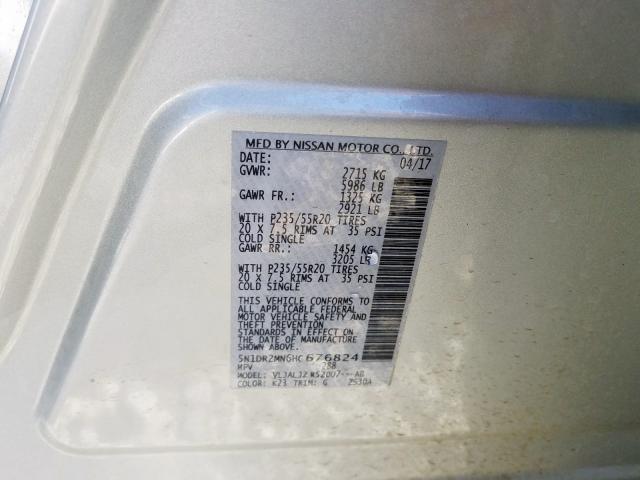 MFD BY NISSAN MOTOR CO., LTD.
DATE: 04/17
GVWR: 2715 KG
5986 LB
GAWR FR.: 1325 KG
2921 LB
WITH P235/55R20 TIRES
20 X 7.5 RIMS AT 35 PSI
COLD SINGLE
GAWR RR.: 1454 KG
3205 LB
WITH P235/55R20 TIRES
20 X 7.5 RIMS AT 35 PSI
COLD SINGLE
THIS VEHICLE CONFORMS TO
ALL APPLICABLE FEDERAL
MOTOR VEHICLE SAFETY AND
THEFT PREVENTION
STANDARDS IN EFFECT ON
THE DATE OF MANUFACTURE
SHOWN ABOVE.
5N1DR2MN6HC676824
MPV 288
MODEL:
COLOR: K23 TRIM: G